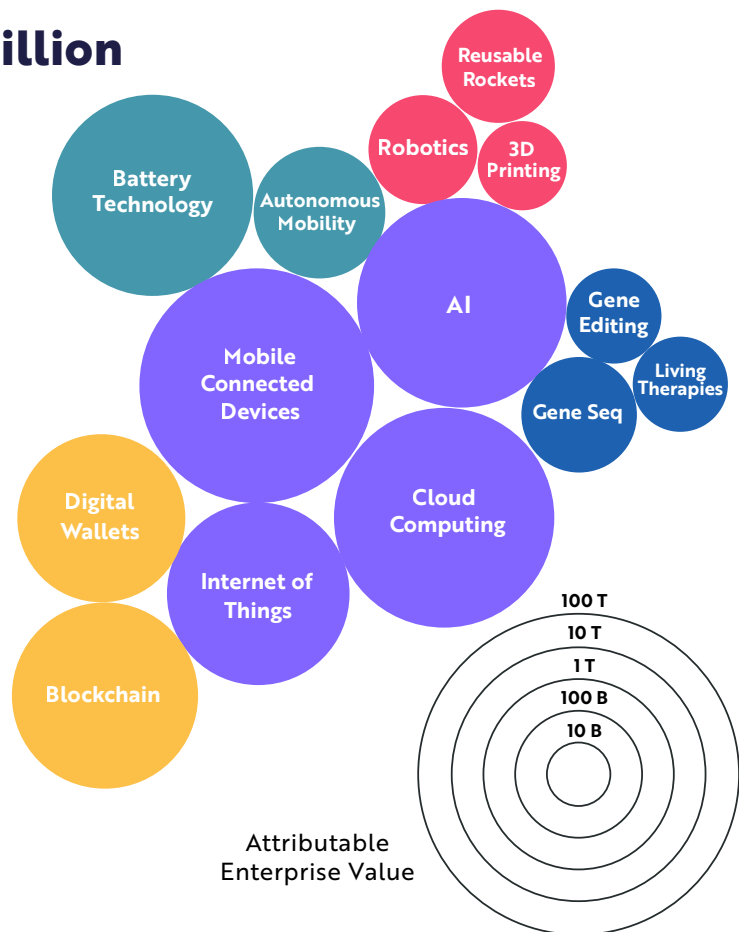 illion
Reusable
Rockets
Robotics
3D
Printing
Battery
Technology
Autonomous
Mobility
AI
Gene
Editing
Living
Therapies
Gene Seq
Mobile
Connected
Devices
Cloud
Computing
Digital
Wallets
Internet of
Things
Blockchain
100 T
10 T
1 T
100 B
10 B
Attributable
Enterprise Value